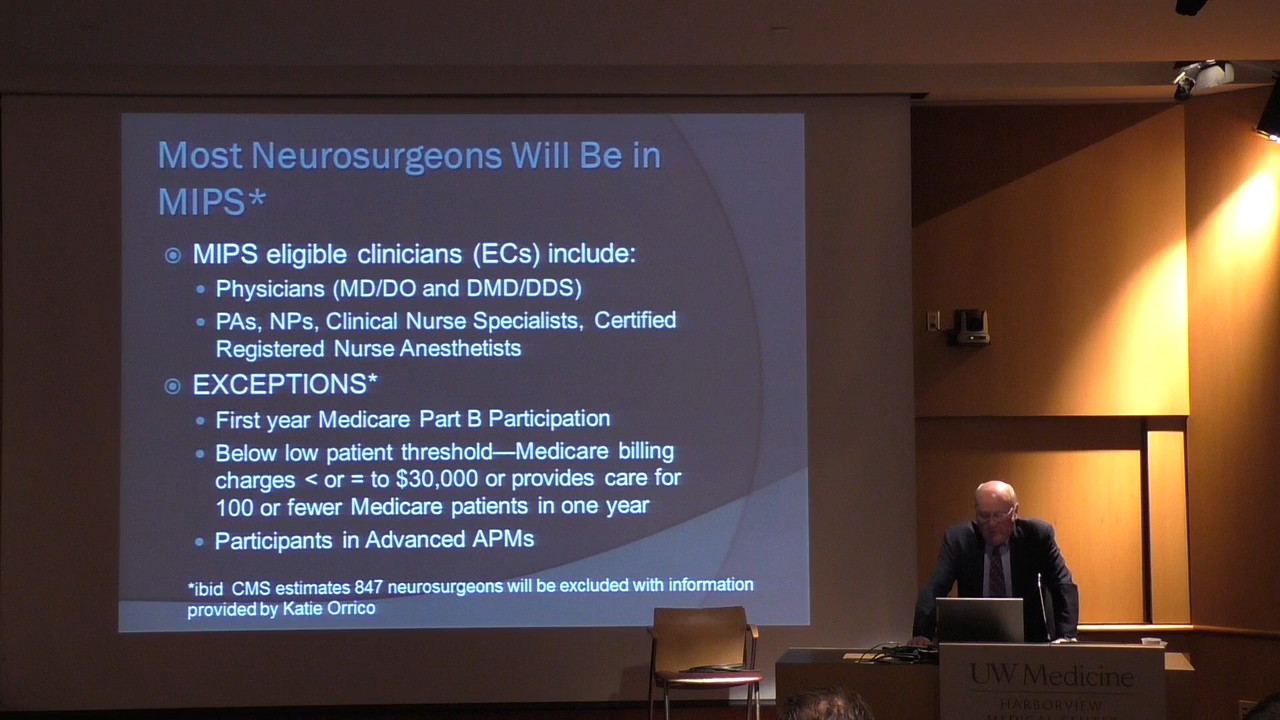 Most Neurosurgeons Will Be in
MIPS*
MIPS eligible clinicians (ECs) include:
Physicians (MD/DO and DMD/DDS)
PAs, NPs, Clinical Nurse Specialists, Certified
Registered Nurse Anesthetists
EXCEPTIONS*
First year Medicare Part B Participation
Below low patient threshold—Medicare billing
charges < or = to $30,000 or provides care for
100 or fewer Medicare patients in one year
Participants in Advanced APMs
*ibid CMS estimates 847 neurosurgeons will be excluded with information
provided by Katie Orrico
UW Medicine
HARBORVIEW